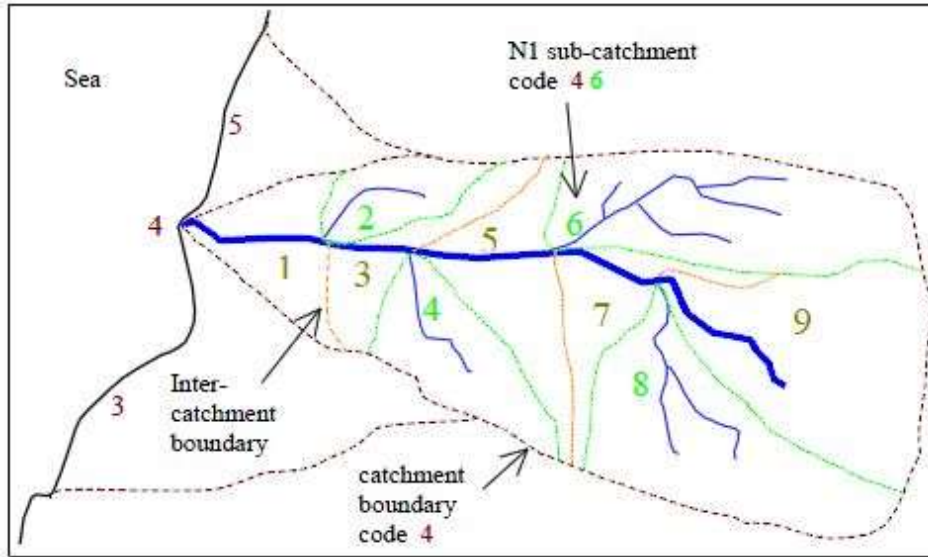 N1 sub-catchment
code 4 6
Sea
5
4
2
6
5
1
3
4
7
9
8
3
Inter-
catchment
boundary
catchment
boundary
code 4